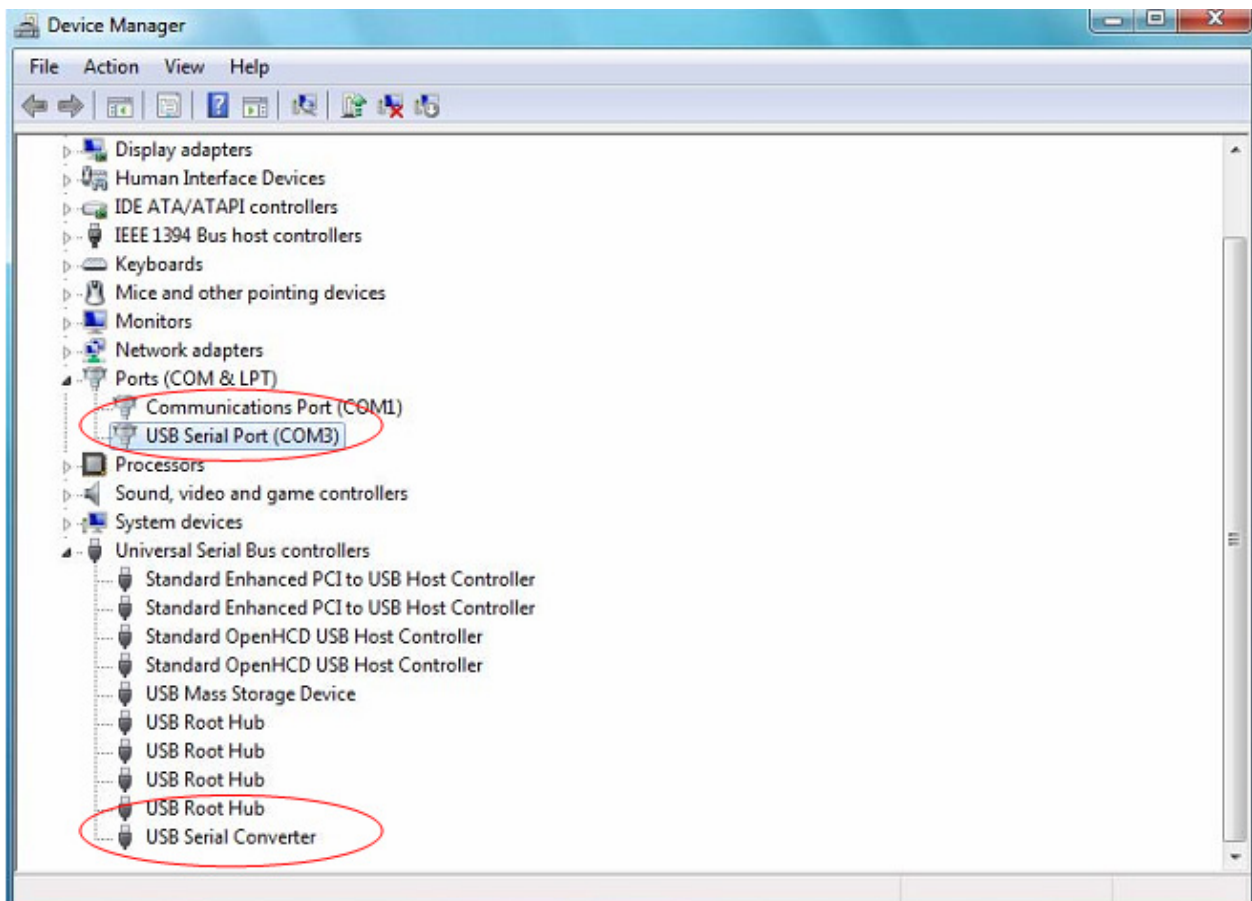 Device Manager
File Action View Help
Display adapters
Human Interface Devices
IDE ATA/ATAPI controllers
IEEE 1394 Bus host controllers
Keyboards
Mice and other pointing devices
Monitors
Network adapters
Ports (COM & LPT)
Communications Port (COM1)
USB Serial Port (COM3)
Processors
Sound, video and game controllers
System devices
Universal Serial Bus controllers
Standard Enhanced PCI to USB Host Controller
Standard Enhanced PCI to USB Host Controller
Standard OpenHCD USB Host Controller
Standard OpenHCD USB Host Controller
USB Mass Storage Device
USB Root Hub
USB Root Hub
USB Root Hub
USB Root Hub
USB Serial Converter